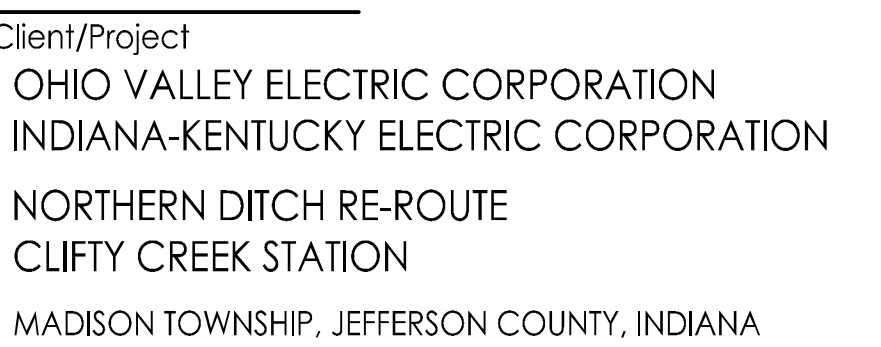 Client/Project
OHIO VALLEY ELECTRIC CORPORATION
INDIANA-KENTUCKY ELECTRIC CORPORATION
NORTHERN DITCH RE-ROUTE
CLIFTY CREEK STATION
MADISON TOWNSHIP, JEFFERSON COUNTY, INDIANA